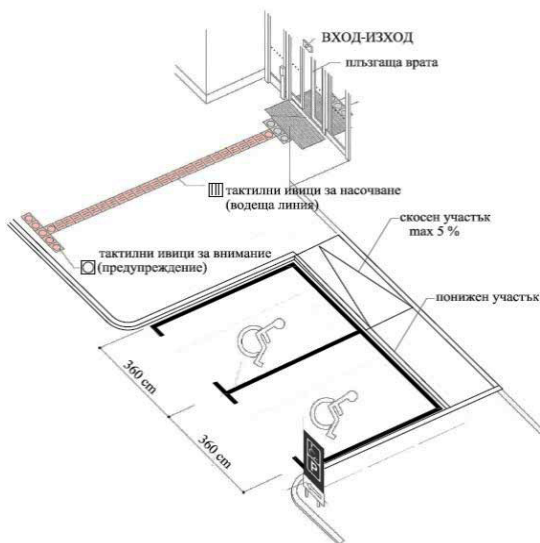 ВХОД-ИЗХОД
плъзгаща врата
тактилни ивици за насочване
(водеща линия)
скосен участък
max 5 %
тактилни ивици за внимание
(предупреждение)
понижен участък
360 cm
360 cm
P